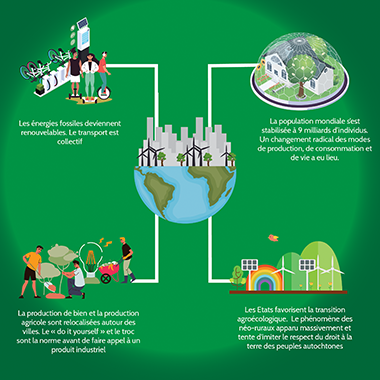 Les énergies fossiles deviennent
renouvelables. Le transport est
collectif
La population mondiale s'est
stabilisée à 9 milliards d'individus.
Un changement radical des modes
de production, de consommation et
de vie a eu lieu.
La production de bien et la production
agricole sont relocalisées autour des
villes. Le « do it yourself » et le troc
sont la norme avant de faire appel à un
produit industriel
Les Etats favorisent la transition
agroécologique. Le phénomène des
néo-ruraux apparu massivement et
tente d'imiter le respect du droit à la
terre des peuples autochtones